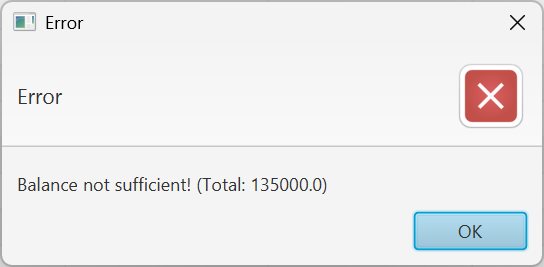 Error
Error
Balance not sufficient! (Total: 135000.0)
OK